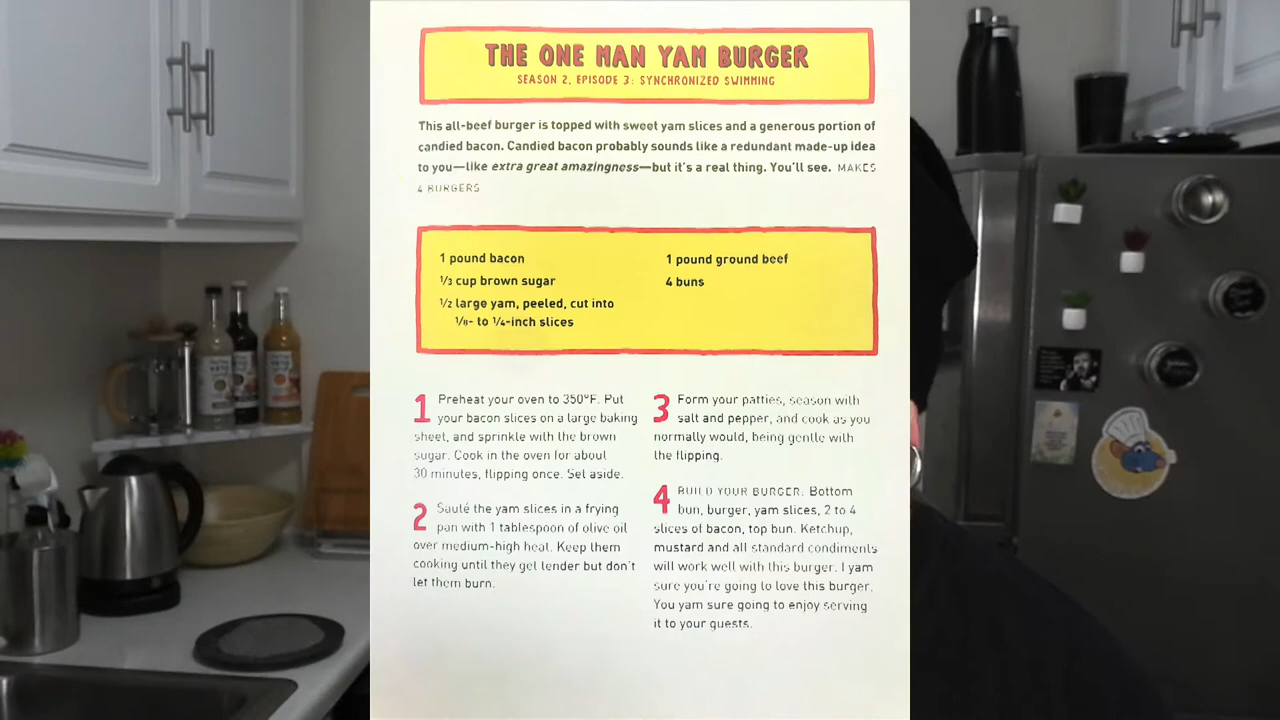 THE ONE MAN YAM BURGER
SEASON 2, EPISODE 3: SYNCHRONIZED SWIMMING
This all-beef burger is topped with sweet yam slices and a generous portion of
candied bacon. Candied bacon probably sounds like a redundant made-up idea
to you—like extra great amazingness—but it's a real thing. You'll see. MAKES
4 BURGERS
1 pound bacon
1/3 cup brown sugar
1/2 large yam, peeled, cut into
1/8- to 1/4-inch slices
1 pound ground beef
4 buns
1 Preheat your oven to 350°F. Put
your bacon slices on a large baking
sheet, and sprinkle with the brown
sugar. Cook in the oven for about
30 minutes, flipping once. Set aside.
2 Sauté the yam slices in a frying
pan with 1 tablespoon of olive oil
over medium-high heat. Keep them
cooking until they get tender but don't
let them burn.
3 Form your patties, season with
salt and pepper, and cook as you
normally would, being gentle with
the flipping.
4 BUILD YOUR BURGER: Bottom
bun, burger, yam slices, 2 to 4
slices of bacon, top bun. Ketchup,
mustard and all standard condiments
will work well with this burger. I yam
sure you're going to love this burger.
You yam sure going to enjoy serving
it to your guests.